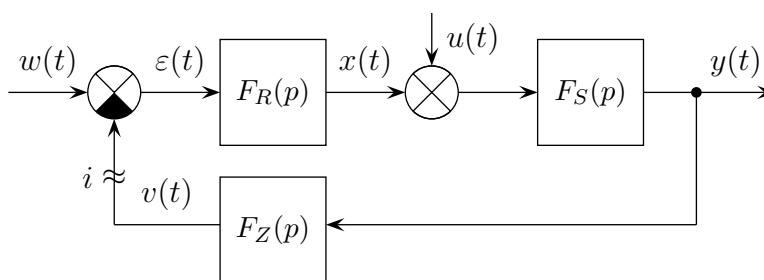 w(t)
ε(t)
F_R(p)
x(t)
u(t)
F_S(p)
y(t)
i ≈
v(t)
F_Z(p)